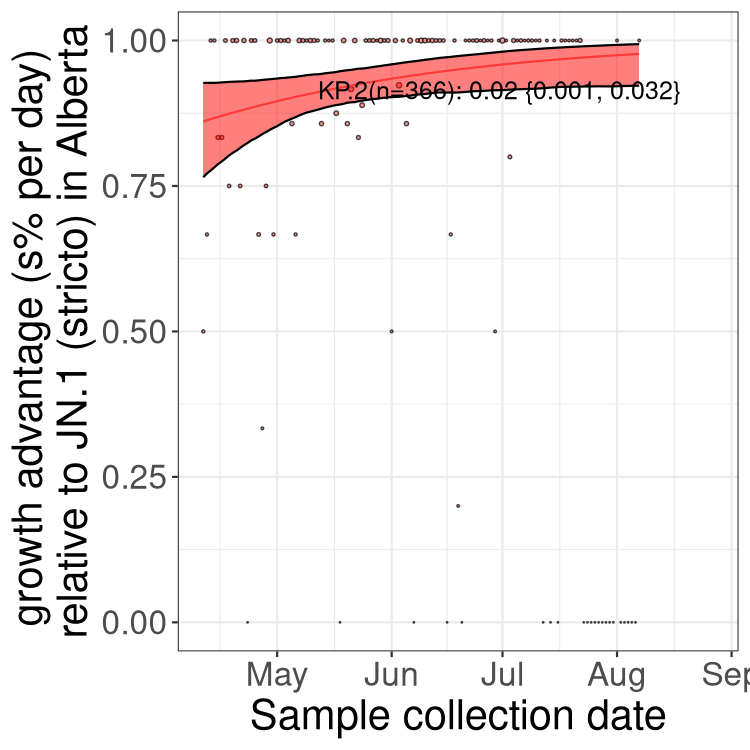 growth advantage (s% per day)
relative to JN.1 (stricto) in Alberta
1.00
0.75
0.50
0.25
0.00
KP.2(n=366): 0.02 {0.001, 0.032}
May Jun Jul Aug Sep
Sample collection date